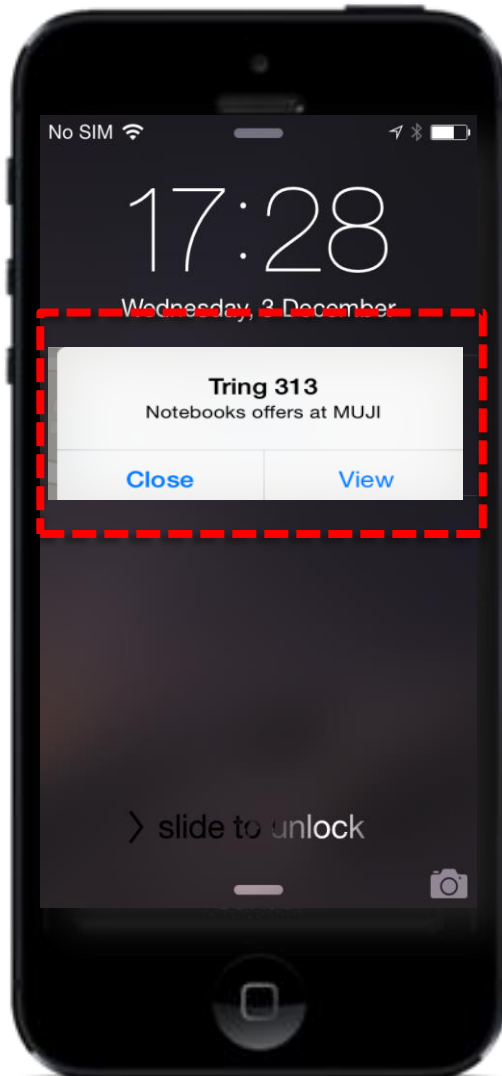 No SIM
17:28
Wednesday, 3 December
Tring 313
Notebooks offers at MUJI
Close View
> slide to unlock